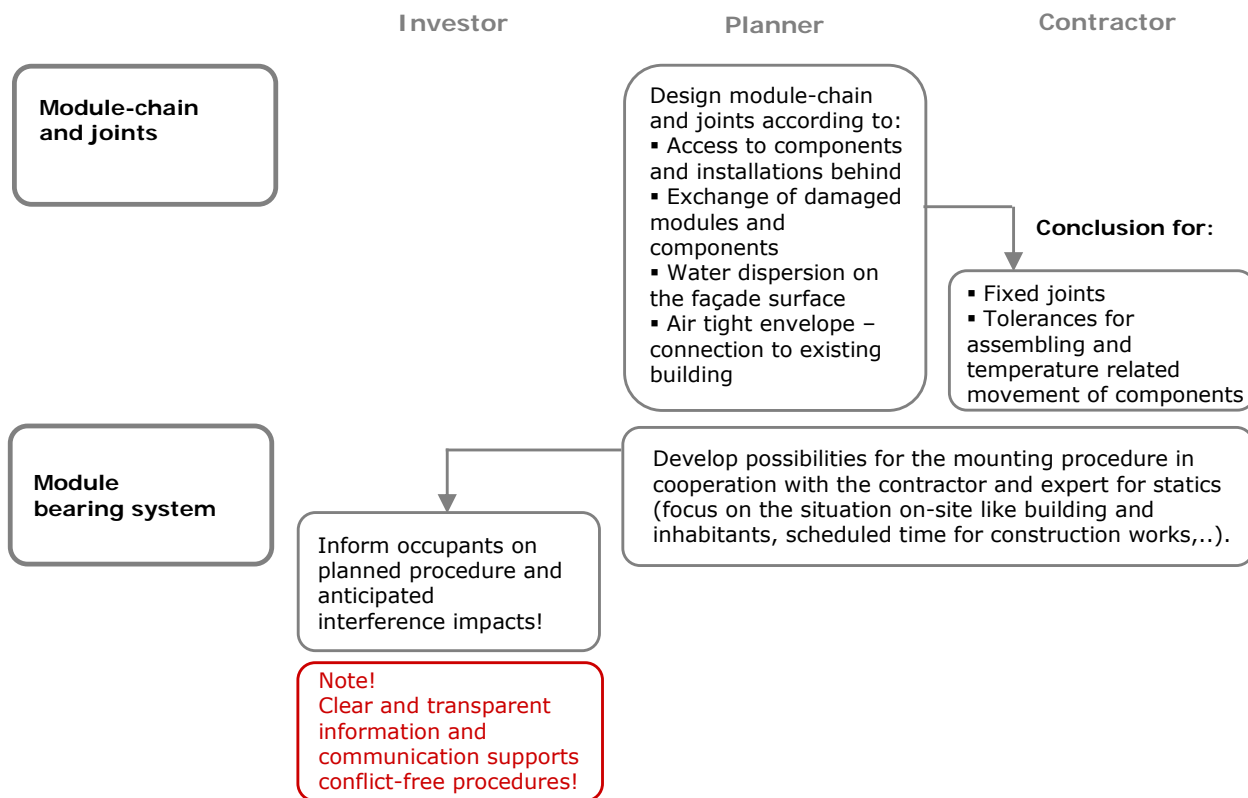 Investor
Planner
Contractor
Module-chain
and joints
Design module-chain
and joints according to:
▪ Access to components
and installations behind
▪ Exchange of damaged
modules and
components
▪ Water dispersion on
the façade surface
▪ Air tight envelope –
connection to existing
building
Conclusion for:
▪ Fixed joints
▪ Tolerances for
assembling and
temperature related
movement of components
Module
bearing system
Develop possibilities for the mounting procedure in
cooperation with the contractor and expert for statics
(focus on the situation on-site like building and
inhabitants, scheduled time for construction works,..).
Inform occupants on
planned procedure and
anticipated
interference impacts!
Note!
Clear and transparent
information and
communication supports
conflict-free procedures!